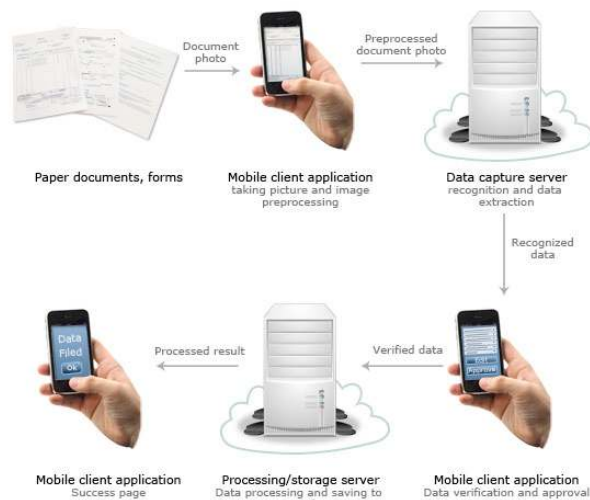 Document
photo
Preprocessed
document photo
Paper documents, forms
Mobile client application
taking picture and image
preprocessing
Data capture server
recognition and data
extraction
Recognized
data
Data
Filed
Ok
Processed result
Verified data
Edit
Approve
Mobile client application
Success page
Processing/storage server
Data processing and saving to
Mobile client application
Data verification and approval